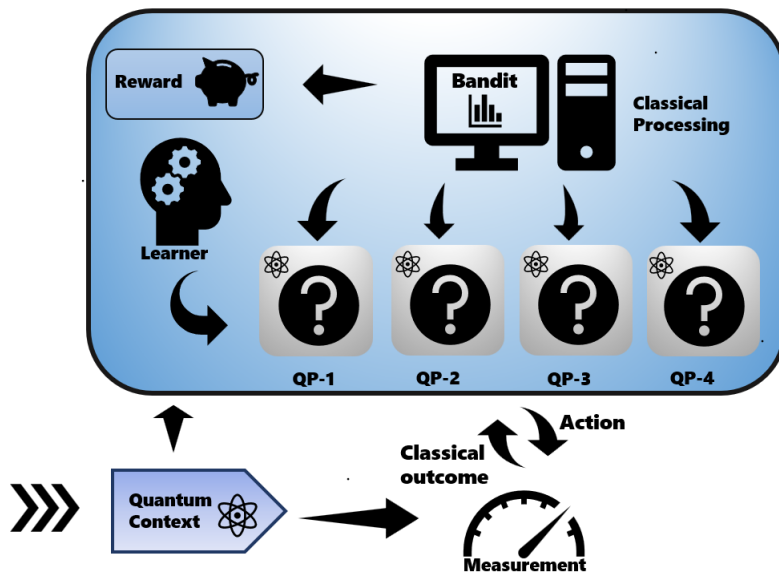 Reward
Bandit
Classical
Processing
Learner
QP-1
QP-2
QP-3
QP-4
Action
Classical
outcome
Quantum
Context
Measurement